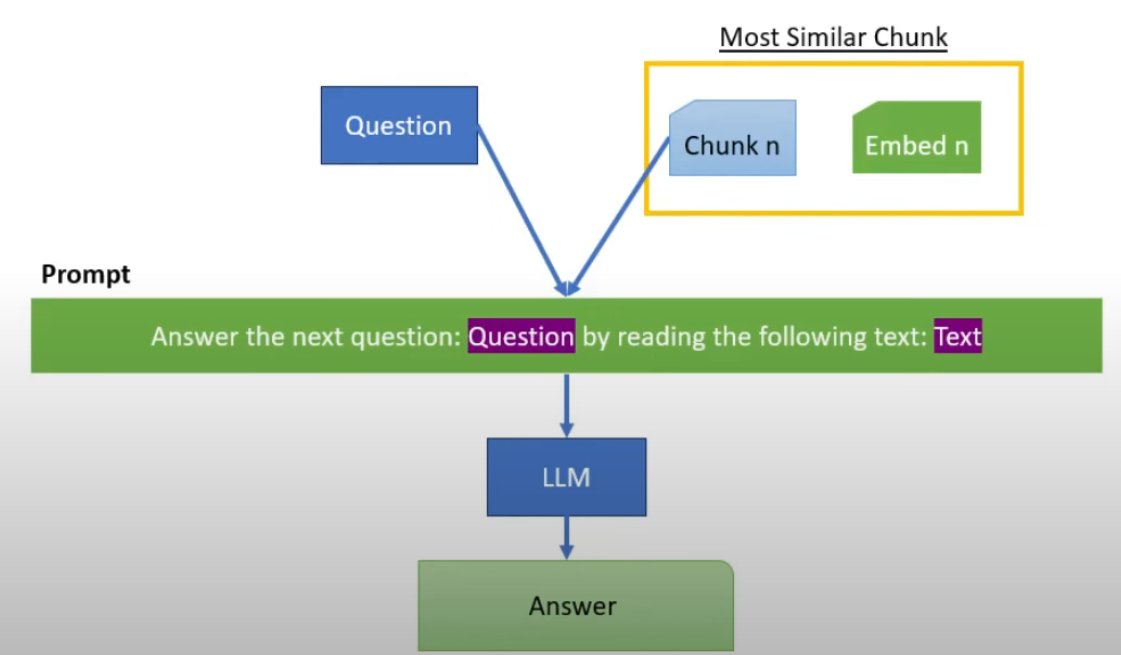 Most Similar Chunk
Question
Chunk n
Embed n
Prompt
Answer the next question: Question by reading the following text: Text
LLM
Answer